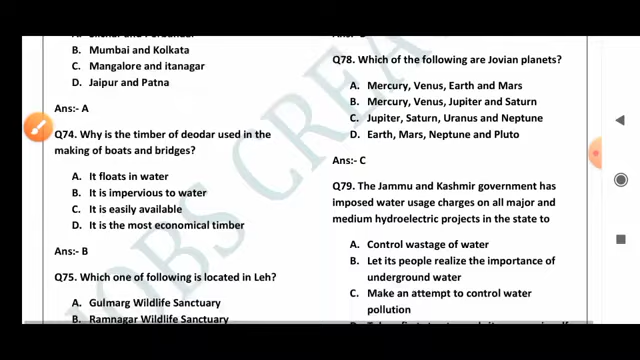 B. Mumbai and Kolkata
C. Mangalore and itanagar
D. Jaipur and Patna
Ans:- A
Q74. Why is the timber of deodar used in the
making of boats and bridges?
A. It floats in water
B. It is impervious to water
C. It is easily available
D. It is the most economical timber
Ans:- B
Q75. Which one of following is located in Leh?
A. Gulmarg Wildlife Sanctuary
B. Ramnagar Wildlife Sanctuary
Q78. Which of the following are Jovian planets?
A. Mercury, Venus, Earth and Mars
B. Mercury, Venus, Jupiter and Saturn
C. Jupiter, Saturn, Uranus and Neptune
D. Earth, Mars, Neptune and Pluto
Ans:- C
Q79. The Jammu and Kashmir government has
imposed water usage charges on all major and
medium hydroelectric projects in the state to
A. Control wastage of water
B. Let its people realize the importance of
underground water
C. Make an attempt to control water
pollution
JOBS CREA